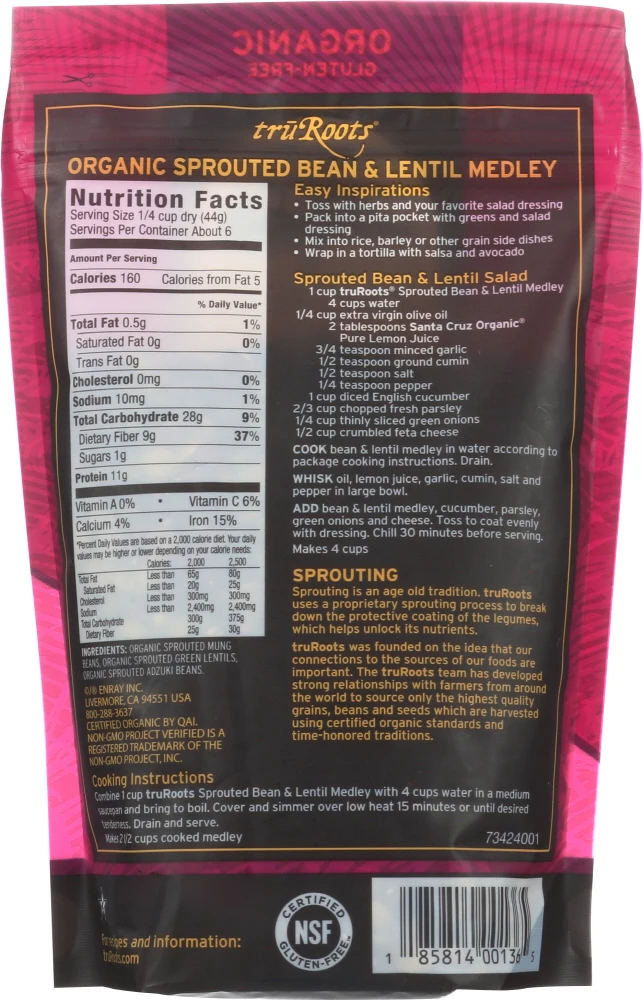 ORGANIC
GLUTEN-FREE
trūRoots®
ORGANIC SPROUTED BEAN & LENTIL MEDLEY
Nutrition Facts
Serving Size 1/4 cup dry (44g)
Servings Per Container About 6
Amount Per Serving
Calories 160 Calories from Fat 5
% Daily Value*
Total Fat 0.5g 1%
Saturated Fat 0g 0%
Trans Fat 0g
Cholesterol 0mg 0%
Sodium 10mg 1%
Total Carbohydrate 28g 9%
Dietary Fiber 9g 37%
Sugars 1g
Protein 11g
Vitamin A 0% • Vitamin C 6%
Calcium 4% • Iron 15%
*Percent Daily Values are based on a 2,000 calorie diet. Your daily
values may be higher or lower depending on your calorie needs:
Calories: 2,000 2,500
Total Fat Less than 65g 80g
Saturated Fat Less than 20g 25g
Cholesterol Less than 300mg 300mg
Sodium Less than 2,400mg 2,400mg
Total Carbohydrate 300g 375g
Dietary Fiber 25g 30g
INGREDIENTS: ORGANIC SPROUTED MUNG
BEANS, ORGANIC SPROUTED GREEN LENTILS,
ORGANIC SPROUTED ADZUKI BEANS.
©/® ENRAY INC.
LIVERMORE, CA 94551 USA
800-288-3637
CERTIFIED ORGANIC BY QAI.
NON-GMO PROJECT VERIFIED IS A
REGISTERED TRADEMARK OF THE
NON-GMO PROJECT, INC.
Easy Inspirations
• Toss with herbs and your favorite salad dressing
• Pack into a pita pocket with greens and salad
dressing
• Mix into rice, barley or other grain side dishes
• Wrap in a tortilla with salsa and avocado
Sprouted Bean & Lentil Salad
1 cup truRoots® Sprouted Bean & Lentil Medley
4 cups water
1/4 cup extra virgin olive oil
2 tablespoons Santa Cruz Organic®
Pure Lemon Juice
3/4 teaspoon minced garlic
1/2 teaspoon ground cumin
1/2 teaspoon salt
1/4 teaspoon pepper
1 cup diced English cucumber
2/3 cup chopped fresh parsley
1/4 cup thinly sliced green onions
1/2 cup crumbled feta cheese
COOK bean & lentil medley in water according to
package cooking instructions. Drain.
WHISK oil, lemon juice, garlic, cumin, salt and
pepper in large bowl.
ADD bean & lentil medley, cucumber, parsley,
green onions and cheese. Toss to coat evenly
with dressing. Chill 30 minutes before serving.
Makes 4 cups
SPROUTING
Sprouting is an age old tradition. truRoots
uses a proprietary sprouting process to break
down the protective coating of the legumes,
which helps unlock its nutrients.
truRoots was founded on the idea that our
connections to the sources of our foods are
important. The truRoots team has developed
strong relationships with farmers from around
the world to source only the highest quality
grains, beans and seeds which are harvested
using certified organic standards and
time-honored traditions.
Cooking Instructions
Combine 1 cup truRoots Sprouted Bean & Lentil Medley with 4 cups water in a medium
saucepan and bring to boil. Cover and simmer over low heat 15 minutes or until desired
tenderness. Drain and serve.
Makes 2 1/2 cups cooked medley
73424001
For recipes and information:
truRoots.com
CERTIFIED
NSF
GLUTEN-FREE™
1 85814 00136 5